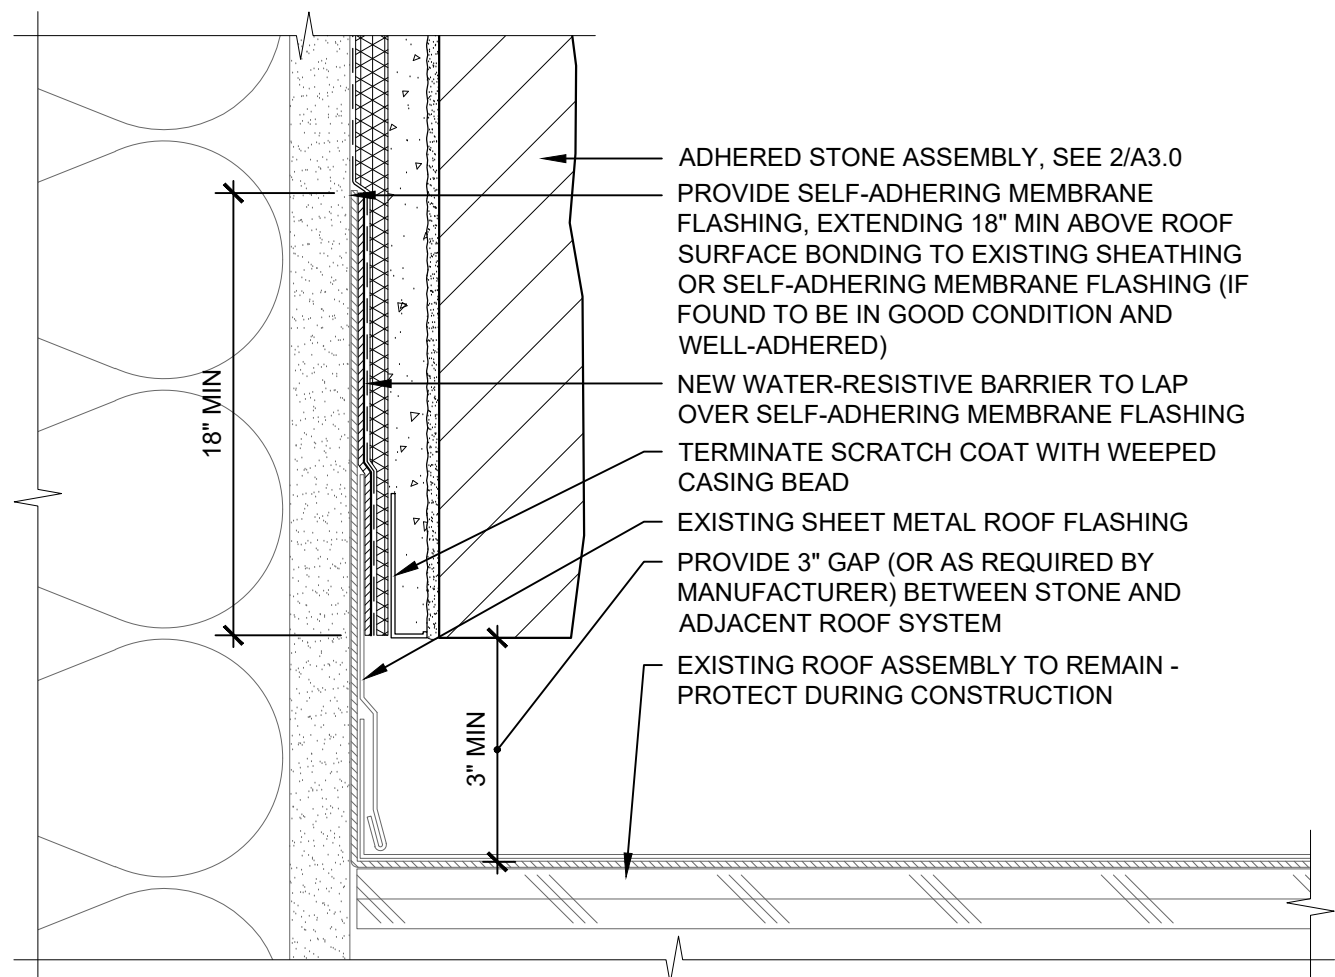 ADHERED STONE ASSEMBLY, SEE 2/A3.0
PROVIDE SELF-ADHERING MEMBRANE
FLASHING, EXTENDING 18" MIN ABOVE ROOF
SURFACE BONDING TO EXISTING SHEATHING
OR SELF-ADHERING MEMBRANE FLASHING (IF
FOUND TO BE IN GOOD CONDITION AND
WELL-ADHERED)
NEW WATER-RESISTIVE BARRIER TO LAP
OVER SELF-ADHERING MEMBRANE FLASHING
TERMINATE SCRATCH COAT WITH WEEPED
CASING BEAD
EXISTING SHEET METAL ROOF FLASHING
PROVIDE 3" GAP (OR AS REQUIRED BY
MANUFACTURER) BETWEEN STONE AND
ADJACENT ROOF SYSTEM
EXISTING ROOF ASSEMBLY TO REMAIN -
PROTECT DURING CONSTRUCTION
18" MIN
3" MIN